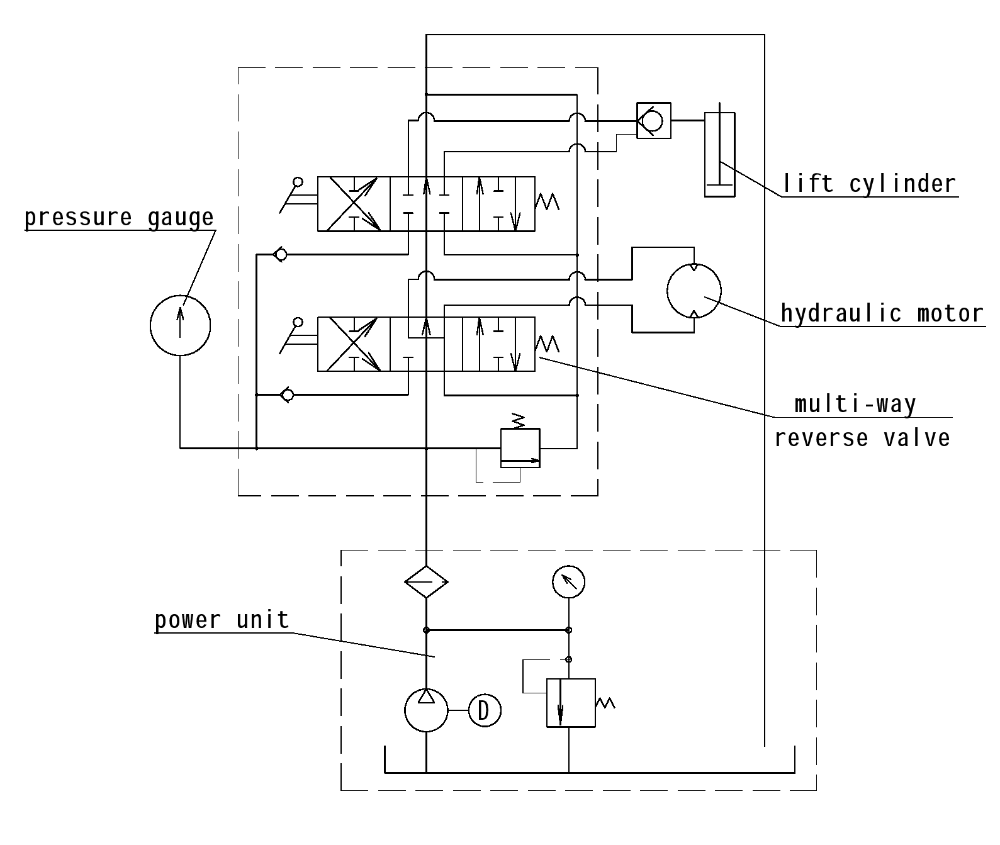 lift cylinder
pressure gauge
hydraulic motor
multi-way
reverse valve
power unit
D